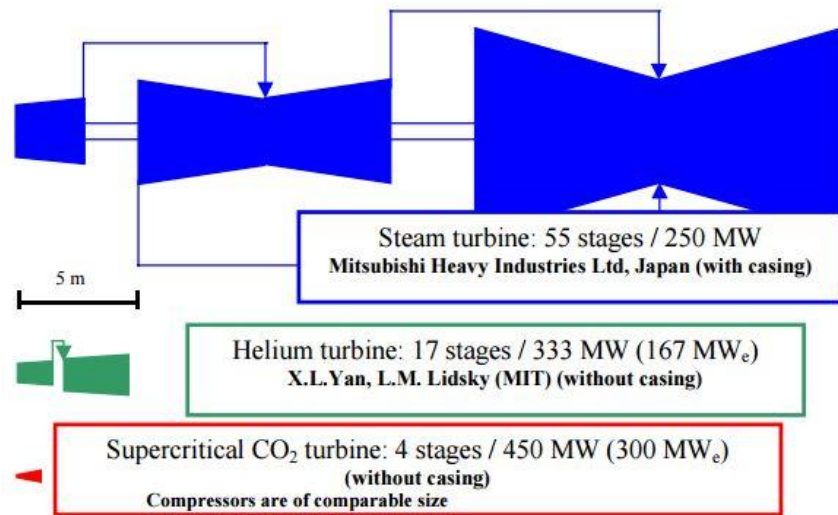 Steam turbine: 55 stages / 250 MW
Mitsubishi Heavy Industries Ltd, Japan (with casing)
5 m
Helium turbine: 17 stages / 333 MW (167 MWₑ)
X.L.Yan, L.M. Lidsky (MIT) (without casing)
Supercritical CO₂ turbine: 4 stages / 450 MW (300 MWₑ)
(without casing)
Compressors are of comparable size